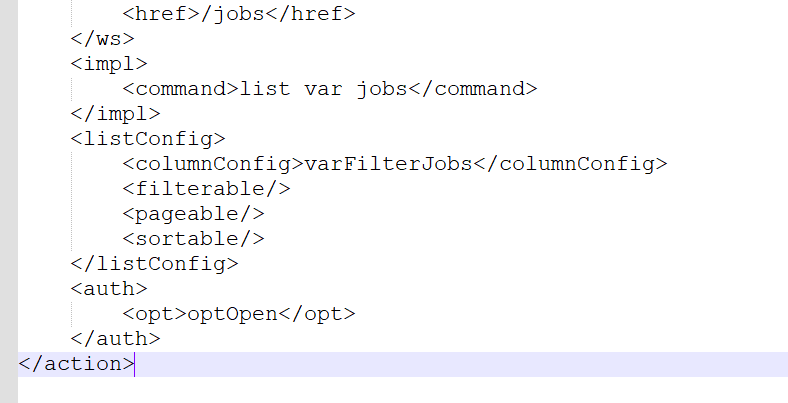 <href>/jobs</href>
</ws>
<impl>
<command>list var jobs</command>
</impl>
<listConfig>
<columnConfig>varFilterJobs</columnConfig>
<filterable/>
<pageable/>
<sortable/>
</listConfig>
<auth>
<opt>optOpen</opt>
</auth>
</action>